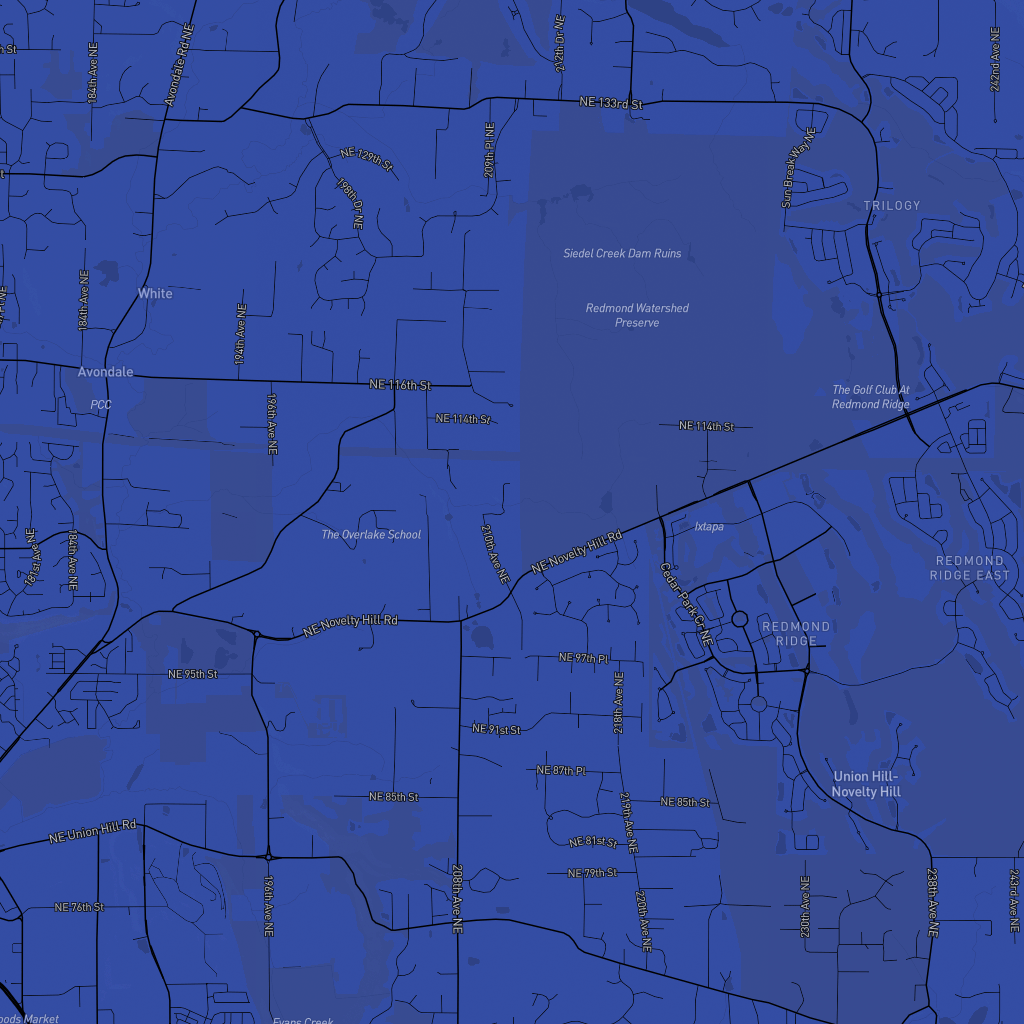 184th Ave NE
Avondale Rd NE
212th Dr NE
242nd Ave NE
NE 133rd St
209th Pl NE
NE 129th St
198th Dr NE
Sun Break Way NE
TRILOGY
Siedel Creek Dam Ruins
184th Ave NE
White
Redmond Watershed
Preserve
194th Ave NE
Avondale
NE 116th St
PCC
196th Ave NE
The Golf Club At
Redmond Ridge
NE 114th St
NE 114th St
The Overlake School
210th Ave NE
Ixtapa
NE Novelty Hill Rd
181st Ave NE
184th Ave NE
REDMOND
RIDGE EAST
Cedar Park Cr NE
NE Novelty Hill Rd
REDMOND
RIDGE
NE 97th Pl
NE 95th St
218th Ave NE
NE 91st St
NE 87th Pl
Union Hill-
Novelty Hill
NE 85th St
NE 85th St
219th Ave NE
NE Union Hill Rd
NE 81st St
NE 79th St
196th Ave NE
208th Ave NE
230th Ave NE
238th Ave NE
243rd Ave NE
NE 76th St
220th Ave NE
oods Market
Evans Creek